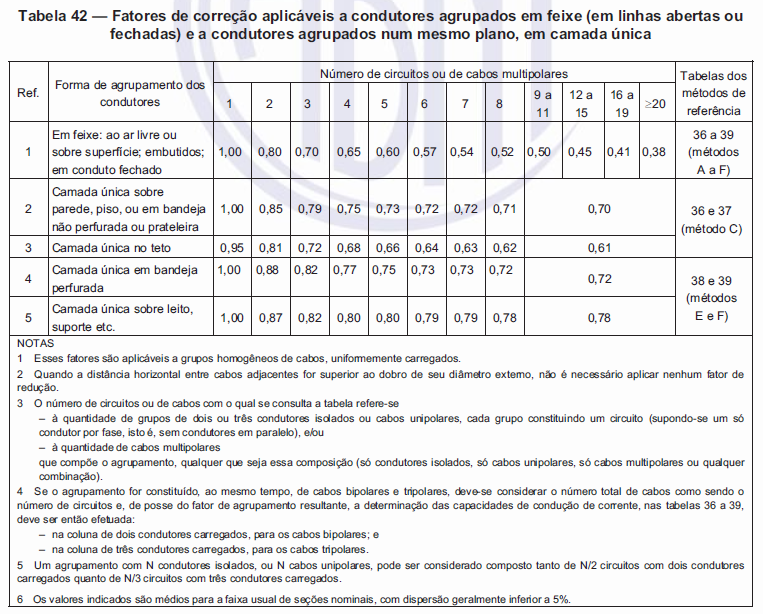 Tabela 42 — Fatores de correção aplicáveis a condutores agrupados em feixe (em linhas abertas ou
fechadas) e a condutores agrupados num mesmo plano, em camada única
Ref. Forma de agrupamento dos condutores Número de circuitos ou de cabos multipolares Tabelas dos métodos de referência
1 2 3 4 5 6 7 8 9 a 11 12 a 15 16 a 19 ≥20
1 Em feixe: ao ar livre ou sobre superfície; embutidos; em conduto fechado 1,00 0,80 0,70 0,65 0,60 0,57 0,54 0,52 0,50 0,45 0,41 0,38 36 a 39 (métodos A a F)
2 Camada única sobre parede, piso, ou em bandeja não perfurada ou prateleira 1,00 0,85 0,79 0,75 0,73 0,72 0,72 0,71 0,70 36 e 37 (método C)
3 Camada única no teto 0,95 0,81 0,72 0,68 0,66 0,64 0,63 0,62 0,61
4 Camada única em bandeja perfurada 1,00 0,88 0,82 0,77 0,75 0,73 0,73 0,72 0,72 38 e 39 (métodos E e F)
5 Camada única sobre leito, suporte etc. 1,00 0,87 0,82 0,80 0,80 0,79 0,79 0,78 0,78
NOTAS
1 Esses fatores são aplicáveis a grupos homogêneos de cabos, uniformemente carregados.
2 Quando a distância horizontal entre cabos adjacentes for superior ao dobro de seu diâmetro externo, não é necessário aplicar nenhum fator de
redução.
3 O número de circuitos ou de cabos com o qual se consulta a tabela refere-se
– à quantidade de grupos de dois ou três condutores isolados ou cabos unipolares, cada grupo constituindo um circuito (supondo-se um só
condutor por fase, isto é, sem condutores em paralelo), e/ou
– à quantidade de cabos multipolares
que compõe o agrupamento, qualquer que seja essa composição (só condutores isolados, só cabos unipolares, só cabos multipolares ou qualquer
combinação).
4 Se o agrupamento for constituído, ao mesmo tempo, de cabos bipolares e tripolares, deve-se considerar o número total de cabos como sendo o
número de circuitos e, de posse do fator de agrupamento resultante, a determinação das capacidades de condução de corrente, nas tabelas 36 a 39,
deve ser então efetuada:
– na coluna de dois condutores carregados, para os cabos bipolares; e
– na coluna de três condutores carregados, para os cabos tripolares.
5 Um agrupamento com N condutores isolados, ou N cabos unipolares, pode ser considerado composto tanto de N/2 circuitos com dois condutores
carregados quanto de N/3 circuitos com três condutores carregados.
6 Os valores indicados são médios para a faixa usual de seções nominais, com dispersão geralmente inferior a 5%.